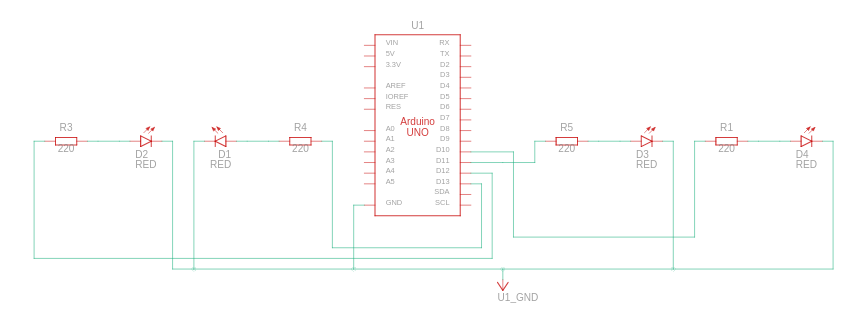 U1
VIN
5V
3.3V
AREF
IOREF
RES
A0
A1
A2
A3
A4
A5
GND
Arduino
UNO
RX
TX
D2
D3
D4
D5
D6
D7
D8
D9
D10
D11
D12
D13
SDA
SCL
R3
220
D2
RED
D1
RED
R4
220
R5
220
D3
RED
R1
220
D4
RED
U1_GND